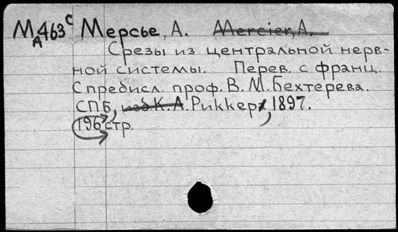 МА463с Мерсье, А. Mercier, A.
Срезы из центральной нерв-
ной системы. Перев. с франц.
С предисл. проф. В. М. Бехтерева.
СПБ, изд К. А. Риккер, 1897.
196 стр.